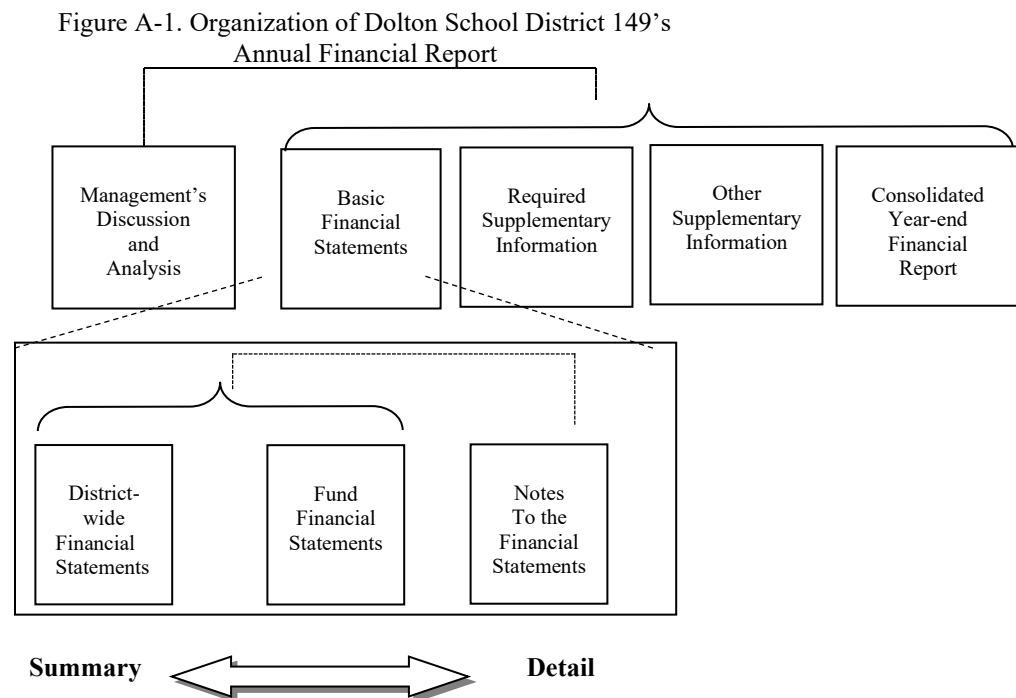 Figure A-1. Organization of Dolton School District 149’s
Annual Financial Report
Management’s
Discussion
and
Analysis
Basic
Financial
Statements
Required
Supplementary
Information
Other
Supplementary
Information
Consolidated
Year-end
Financial
Report
District-
wide
Financial
Statements
Fund
Financial
Statements
Notes
To the
Financial
Statements
Summary
Detail